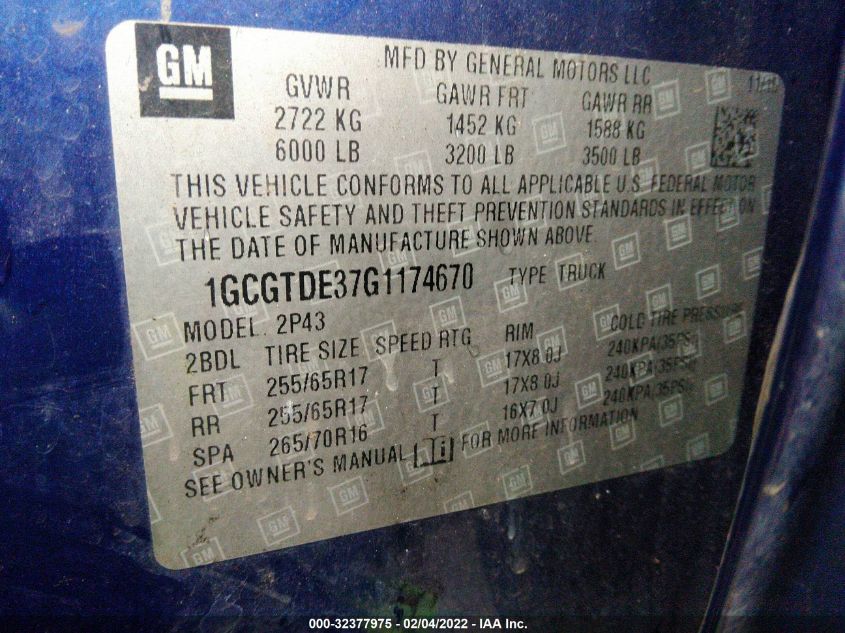 GM
MFD BY GENERAL MOTORS LLC
GVWR GAWR FRT GAWR RR
2722 KG 1452 KG 1588 KG
6000 LB 3200 LB 3500 LB
THIS VEHICLE CONFORMS TO ALL APPLICABLE U.S. FEDERAL MOTOR
VEHICLE SAFETY AND THEFT PREVENTION STANDARDS IN EFFECT ON
THE DATE OF MANUFACTURE SHOWN ABOVE.
1GCGTDE37G1174670 TYPE TRUCK
MODEL: 2P43
2BDL TIRE SIZE SPEED RTG RIM COLD TIRE PRESSURE
FRT 255/65R17 T 17X8.0J 240KPA(35PSI)
RR 255/65R17 T 17X8.0J 240KPA(35PSI)
SPA 265/70R16 T 16X7.0J 240KPA(35PSI)
SEE OWNER'S MANUAL FOR MORE INFORMATION
000-32377975 - 02/04/2022 - IAA Inc.